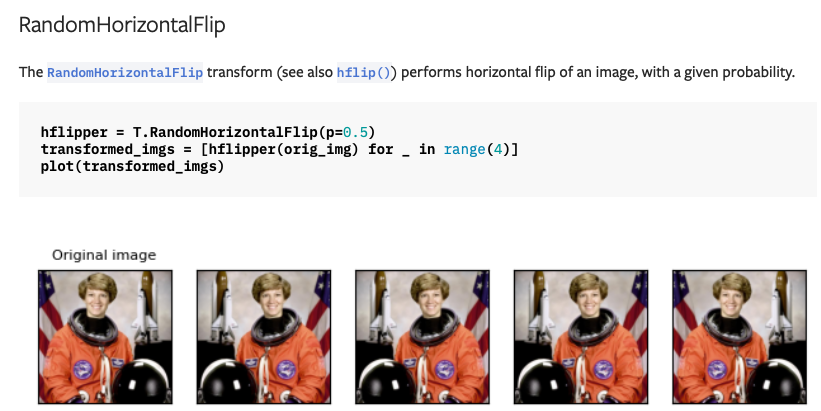 RandomHorizontalFlip
The RandomHorizontalFlip transform (see also hflip()) performs horizontal flip of an image, with a given probability.
hflipper = T.RandomHorizontalFlip(p=0.5)
transformed_imgs = [hflipper(orig_img) for _ in range(4)]
plot(transformed_imgs)
Original image